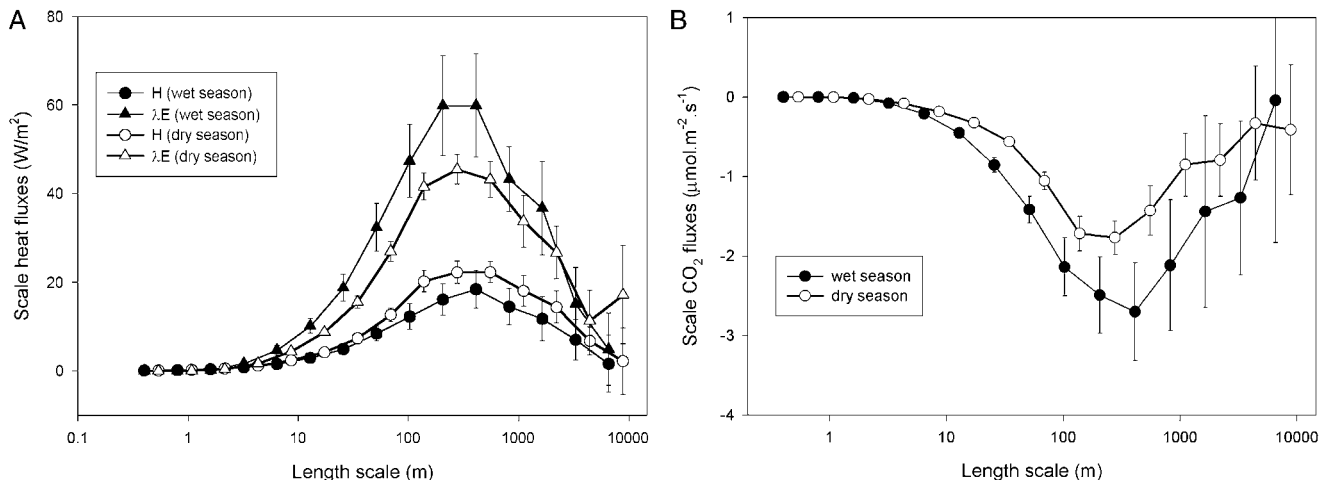 A
Scale heat fluxes (W/m²)
80
60
40
20
0
H (wet season)
λE (wet season)
H (dry season)
λE (dry season)
0.1 1 10 100 1000 10000
Length scale (m)
B
Scale CO₂ fluxes (μmol.m⁻².s⁻¹)
1
0
-1
-2
-3
-4
wet season
dry season
1 10 100 1000 10000
Length scale (m)